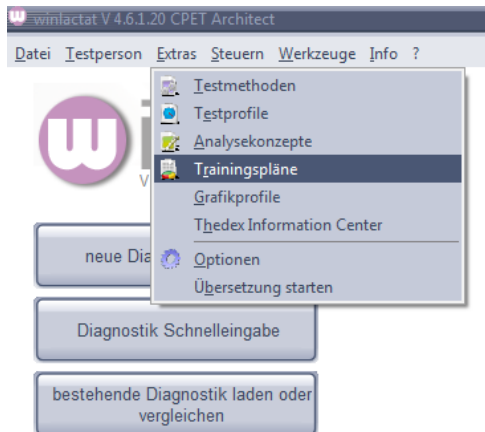 winlactat V 4.6.1.20 CPET Architect
Datei Testperson Extras Steuern Werkzeuge Info ?
Testmethoden
Testprofile
Analysekonzepte
Trainingspläne
Grafikprofile
Thedex Information Center
Optionen
Übersetzung starten
w
V
neue Dia
Diagnostik Schnelleingabe
bestehende Diagnostik laden oder
vergleichen